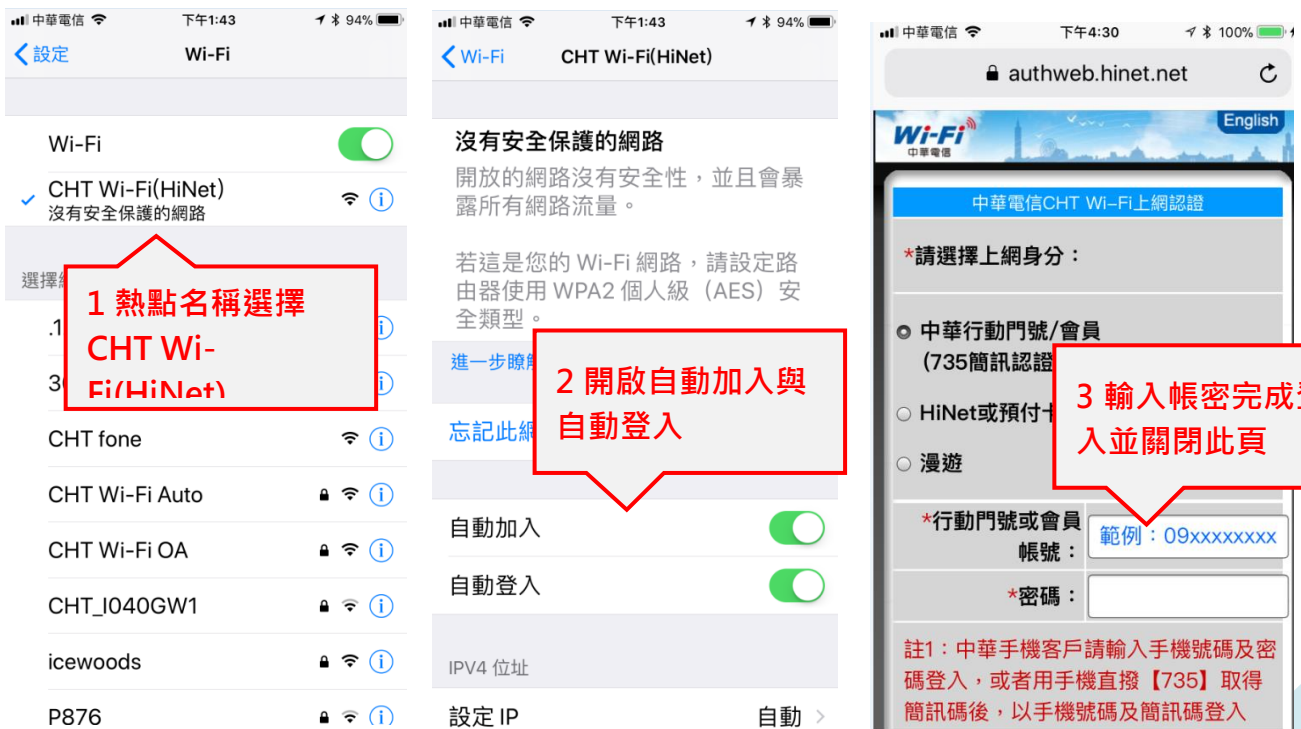 中華電信
下午1:43
94%
設定
Wi-Fi
Wi-Fi
CHT Wi-Fi(HiNet)
沒有安全保護的網路
選擇
1 熱點名稱選擇
CHT Wi-
Fi(HiNet)
.1
3
CHT fone
CHT Wi-Fi Auto
CHT Wi-Fi OA
CHT_I040GW1
icewoods
P876
中華電信
下午1:43
94%
Wi-Fi
CHT Wi-Fi(HiNet)
沒有安全保護的網路
開放的網路沒有安全性，並且會暴
露所有網路流量。
若這是您的 Wi-Fi 網路，請設定路
由器使用 WPA2 個人級（AES）安
全類型。
進一步瞭解
忘記此網
2 開啟自動加入與
自動登入
自動加入
自動登入
IPV4 位址
設定 IP
自動
中華電信
下午4:30
100%
authweb.hinet.net
Wi-Fi
中華電信
English
中華電信CHT Wi-Fi上網認證
*請選擇上網身分：
中華行動門號/會員
(735簡訊認證
HiNet或預付卡
漫遊
3 輸入帳密完成登
入並關閉此頁
*行動門號或會員
帳號：
範例：09xxxxxxxx
*密碼：
註1：中華手機客戶請輸入手機號碼及密
碼登入，或者用手機直撥【735】取得
簡訊碼後，以手機號碼及簡訊碼登入